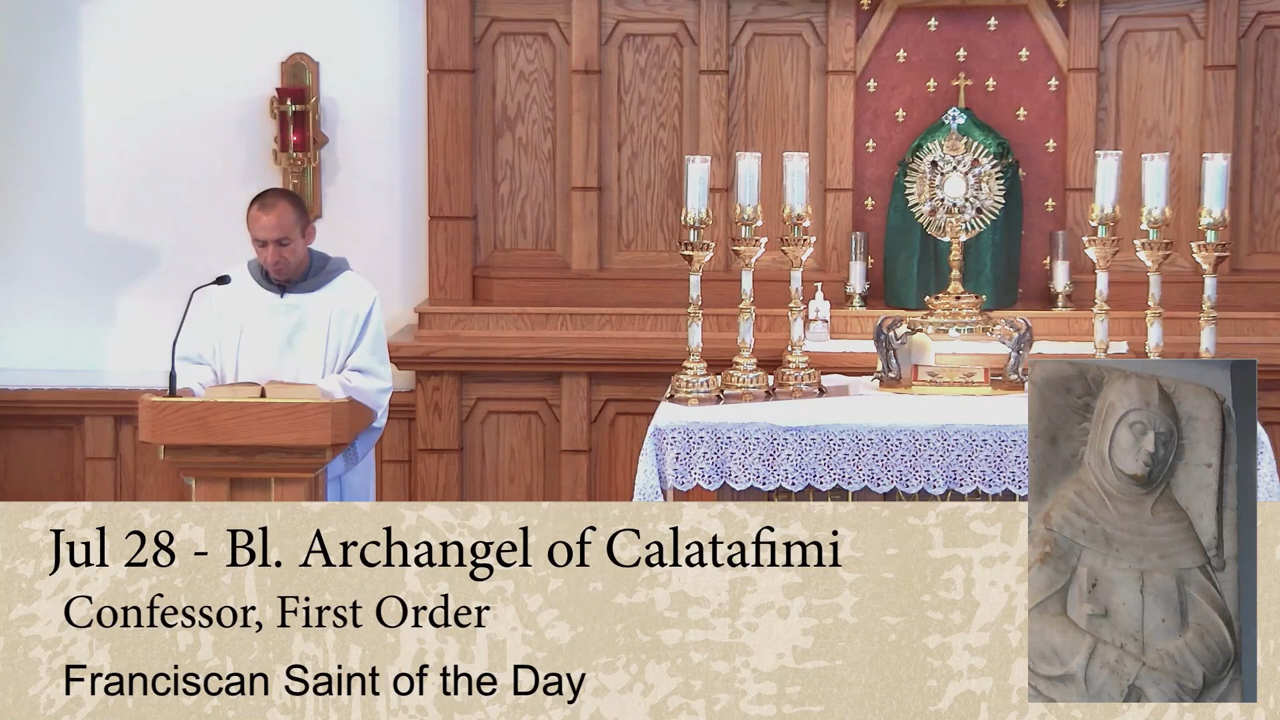 Jul 28 - Bl. Archangel of Calatafimi
Confessor, First Order
Franciscan Saint of the Day